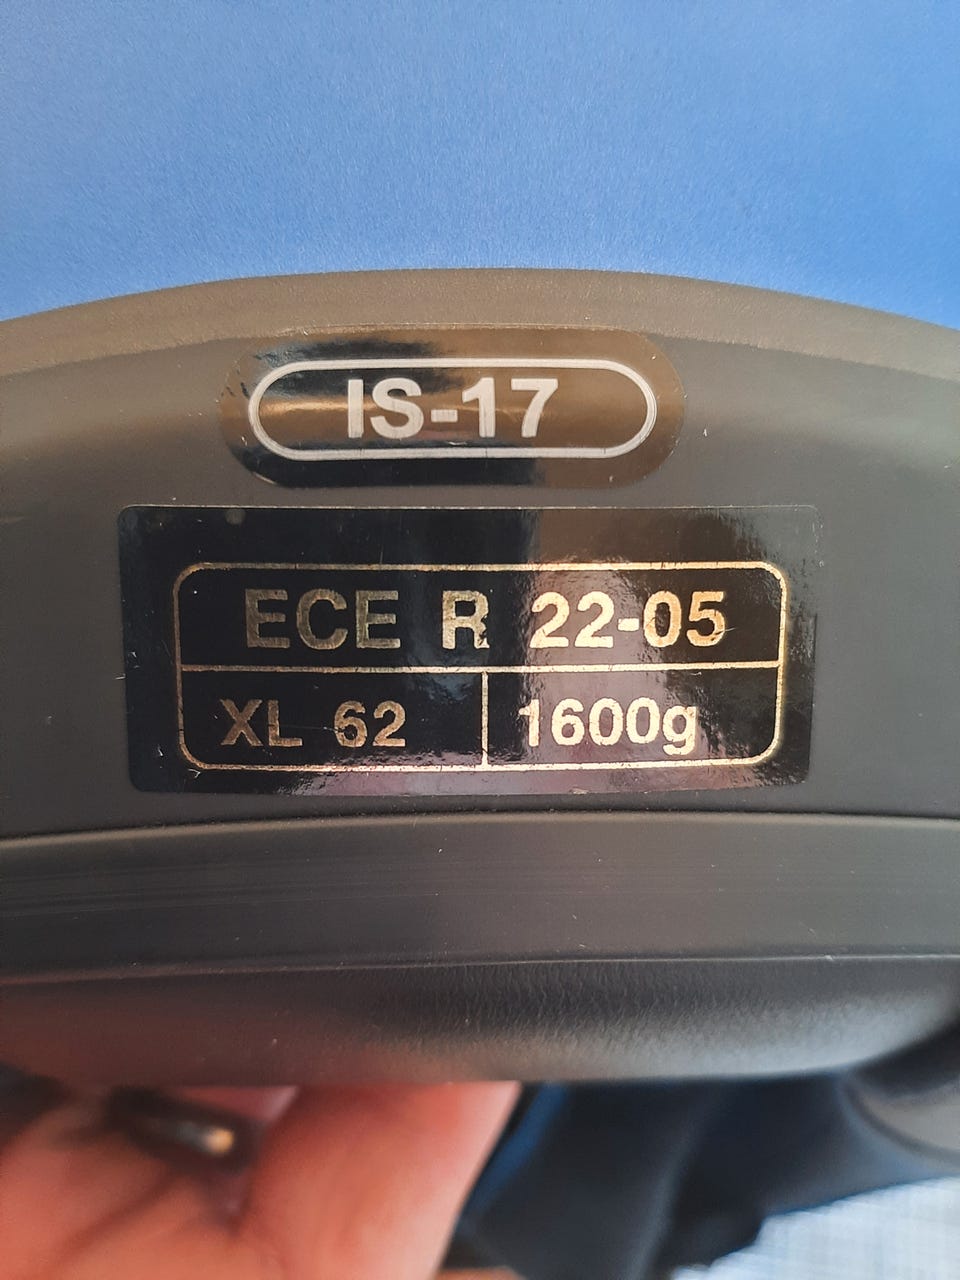 IS-17
ECE R 22-05
XL 62 1600g